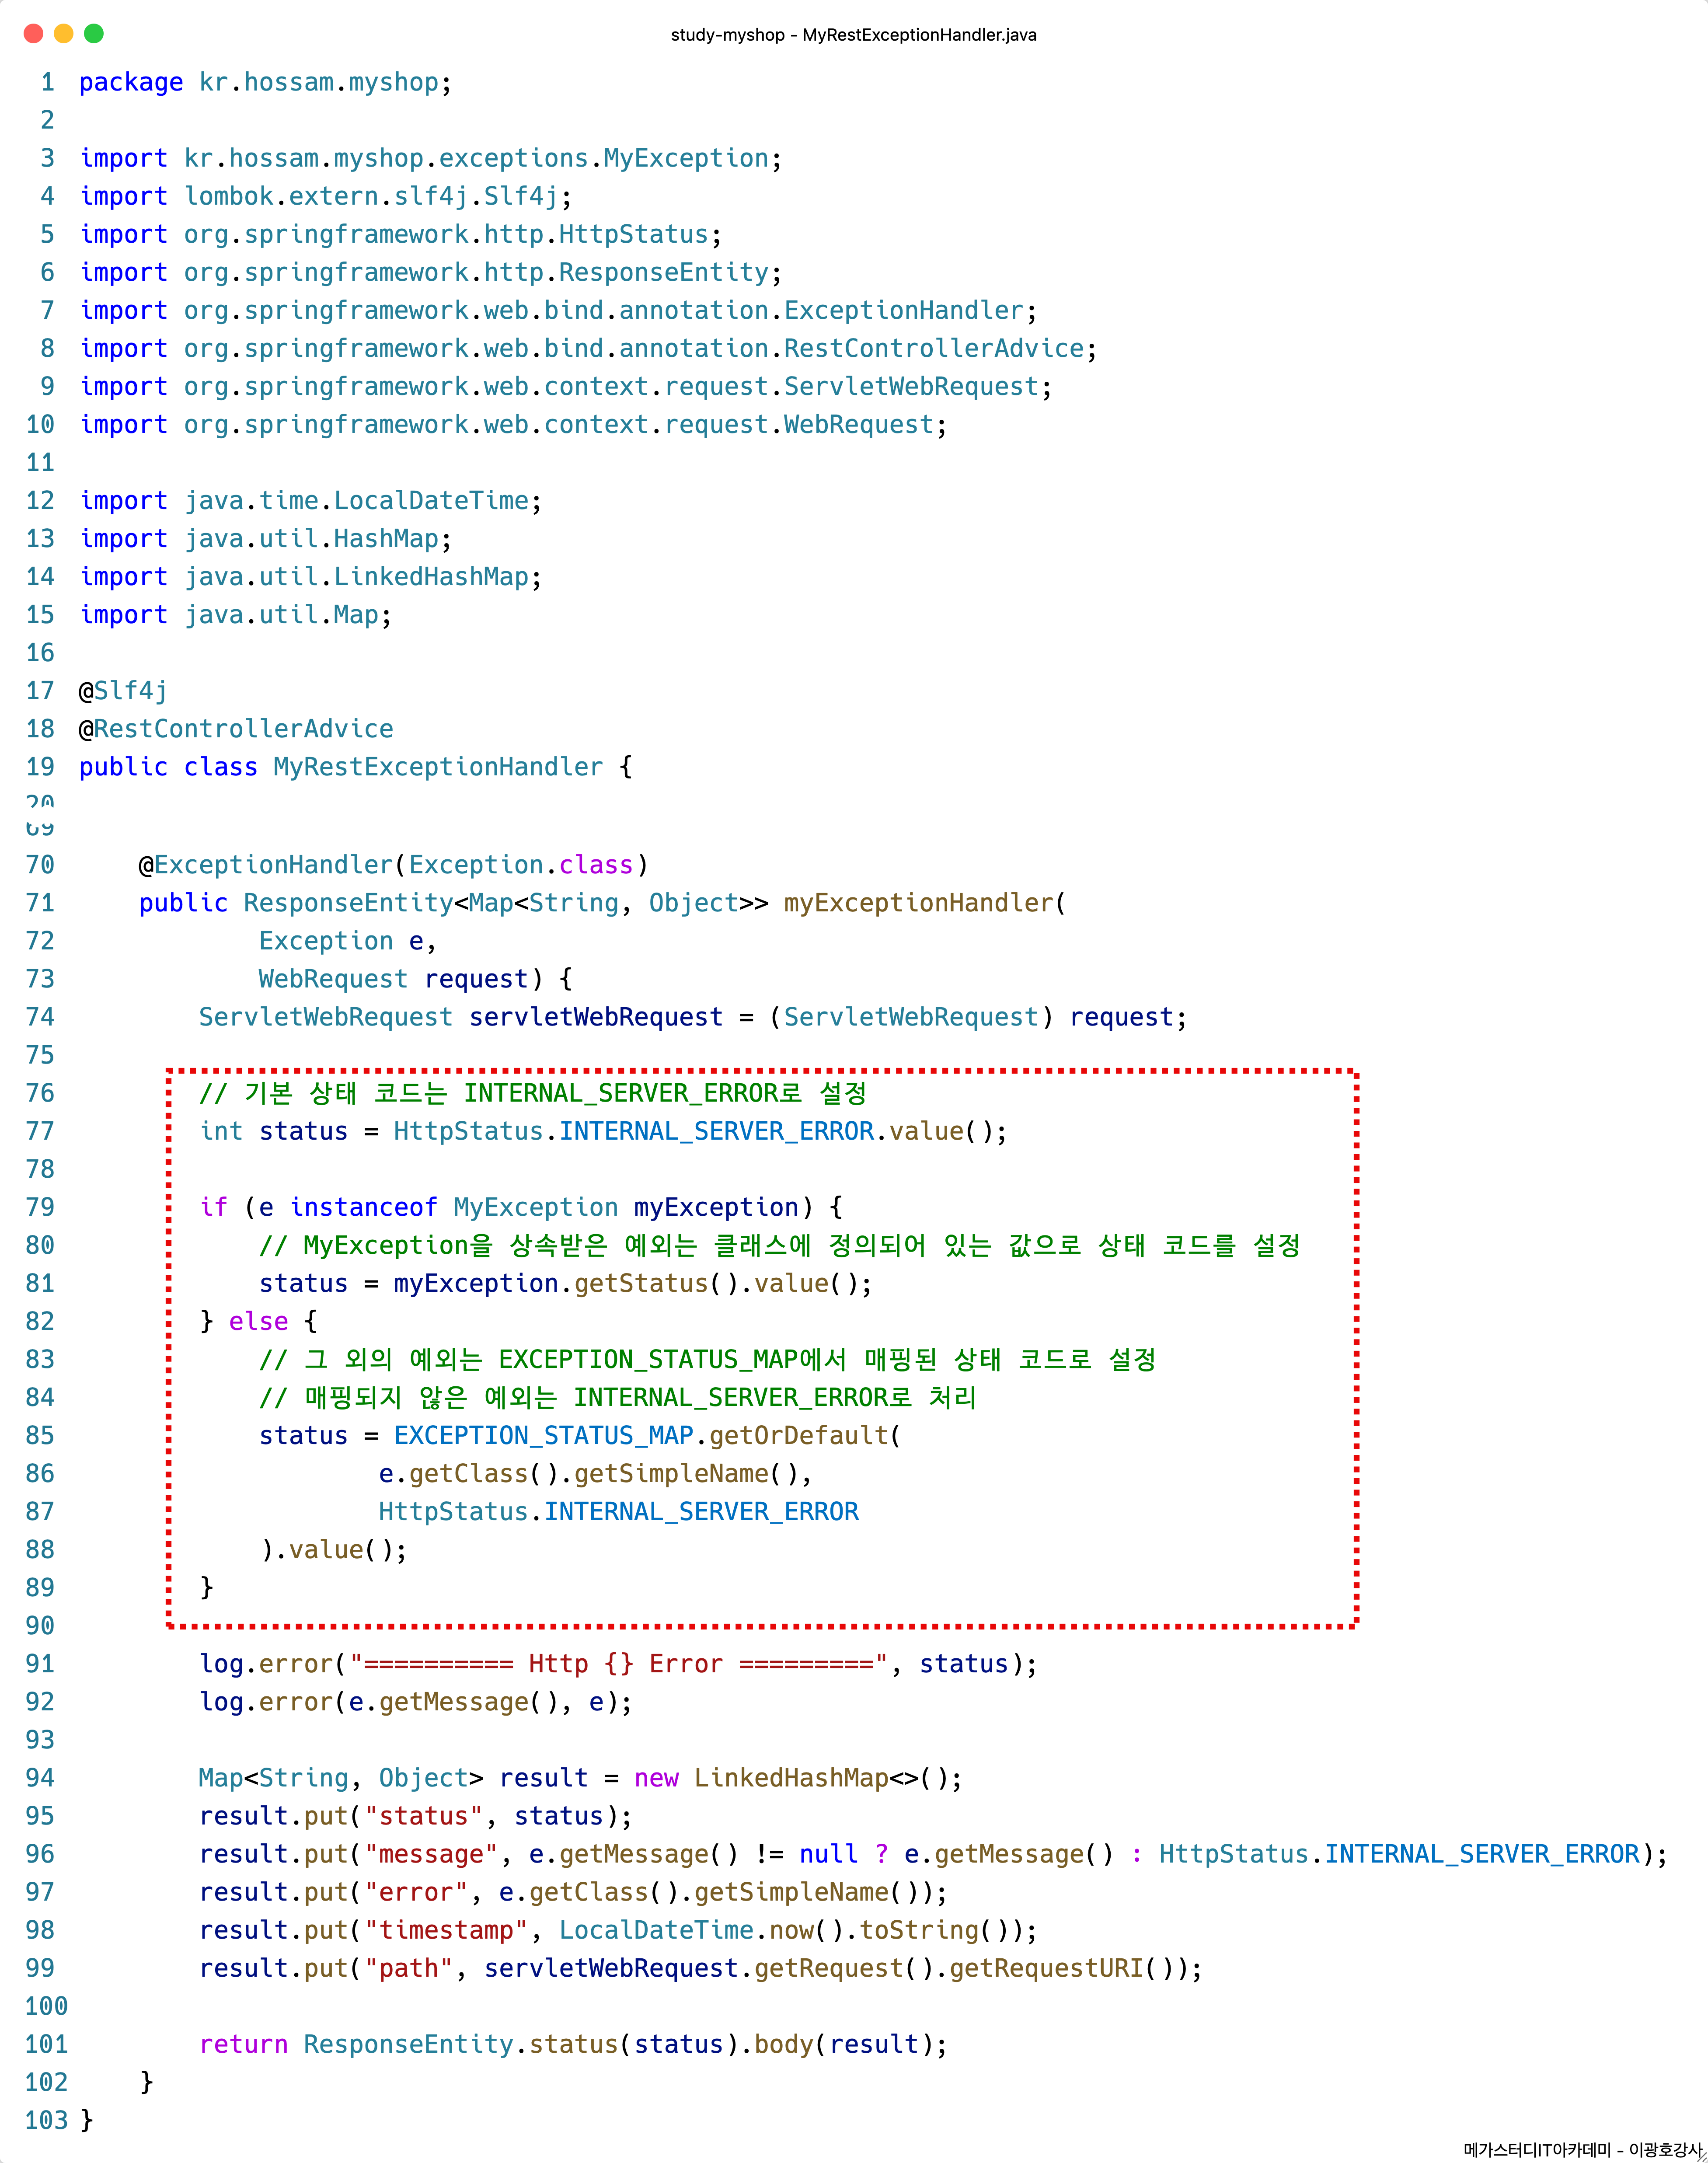 study-myshop - MyRestExceptionHandler.java
1 package kr.hossam.myshop;
2
3 import kr.hossam.myshop.exceptions.MyException;
4 import lombok.extern.slf4j.Slf4j;
5 import org.springframework.http.HttpStatus;
6 import org.springframework.http.ResponseEntity;
7 import org.springframework.web.bind.annotation.ExceptionHandler;
8 import org.springframework.web.bind.annotation.RestControllerAdvice;
9 import org.springframework.web.context.request.ServletWebRequest;
10 import org.springframework.web.context.request.WebRequest;
11
12 import java.time.LocalDateTime;
13 import java.util.HashMap;
14 import java.util.LinkedHashMap;
15 import java.util.Map;
16
17 @Slf4j
18 @RestControllerAdvice
19 public class MyRestExceptionHandler {
20
69
70     @ExceptionHandler(Exception.class)
71     public ResponseEntity<Map<String, Object>> myExceptionHandler(
72             Exception e,
73             WebRequest request) {
74         ServletWebRequest servletWebRequest = (ServletWebRequest) request;
75
76         // 기본 상태 코드는 INTERNAL_SERVER_ERROR로 설정
77         int status = HttpStatus.INTERNAL_SERVER_ERROR.value();
78
79         if (e instanceof MyException myException) {
80             // MyException을 상속받은 예외는 클래스에 정의되어 있는 값으로 상태 코드를 설정
81             status = myException.getStatus().value();
82         } else {
83             // 그 외의 예외는 EXCEPTION_STATUS_MAP에서 매핑된 상태 코드로 설정
84             // 매핑되지 않은 예외는 INTERNAL_SERVER_ERROR로 처리
85             status = EXCEPTION_STATUS_MAP.getOrDefault(
86                     e.getClass().getSimpleName(),
87                     HttpStatus.INTERNAL_SERVER_ERROR
88             ).value();
89         }
90
91         log.error("========== Http {} Error =========", status);
92         log.error(e.getMessage(), e);
93
94         Map<String, Object> result = new LinkedHashMap<>();
95         result.put("status", status);
96         result.put("message", e.getMessage() != null ? e.getMessage() : HttpStatus.INTERNAL_SERVER_ERROR);
97         result.put("error", e.getClass().getSimpleName());
98         result.put("timestamp", LocalDateTime.now().toString());
99         result.put("path", servletWebRequest.getRequest().getRequestURI());
100
101         return ResponseEntity.status(status).body(result);
102     }
103 }
메가스터디IT아카데미 - 이광호강사